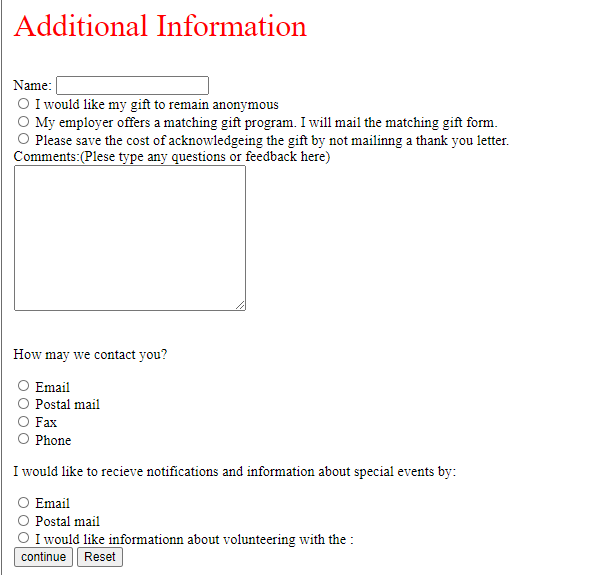 Additional Information
Name:
I would like my gift to remain anonymous
My employer offers a matching gift program. I will mail the matching gift form.
Please save the cost of acknowledgeing the gift by not mailinng a thank you letter.
Comments:(Plese type any questions or feedback here)
How may we contact you?
Email
Postal mail
Fax
Phone
I would like to recieve notifications and information about special events by:
Email
Postal mail
I would like informationn about volunteering with the :
continue Reset